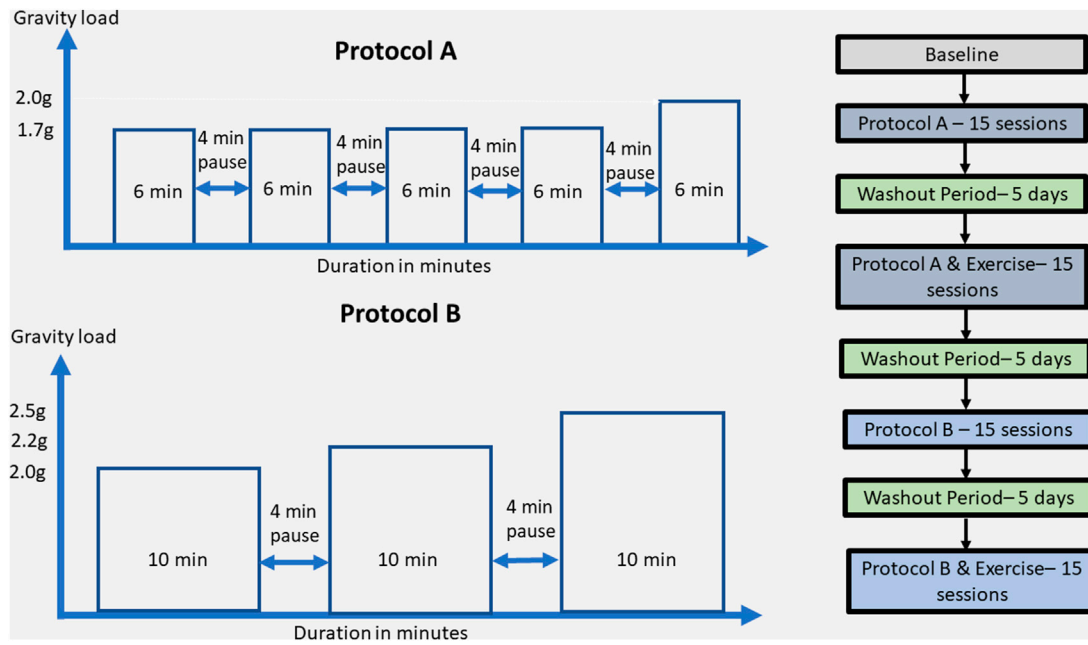 Gravity load
Protocol A
2.0g
1.7g
4 min
pause
4 min
pause
4 min
pause
4 min
pause
6 min
6 min
6 min
6 min
6 min
Duration in minutes
Protocol B
Gravity load
2.5g
2.2g
2.0g
4 min
pause
4 min
pause
10 min
10 min
10 min
Duration in minutes
Baseline
Protocol A – 15 sessions
Washout Period– 5 days
Protocol A & Exercise– 15
sessions
Washout Period– 5 days
Protocol B – 15 sessions
Washout Period– 5 days
Protocol B & Exercise– 15
sessions